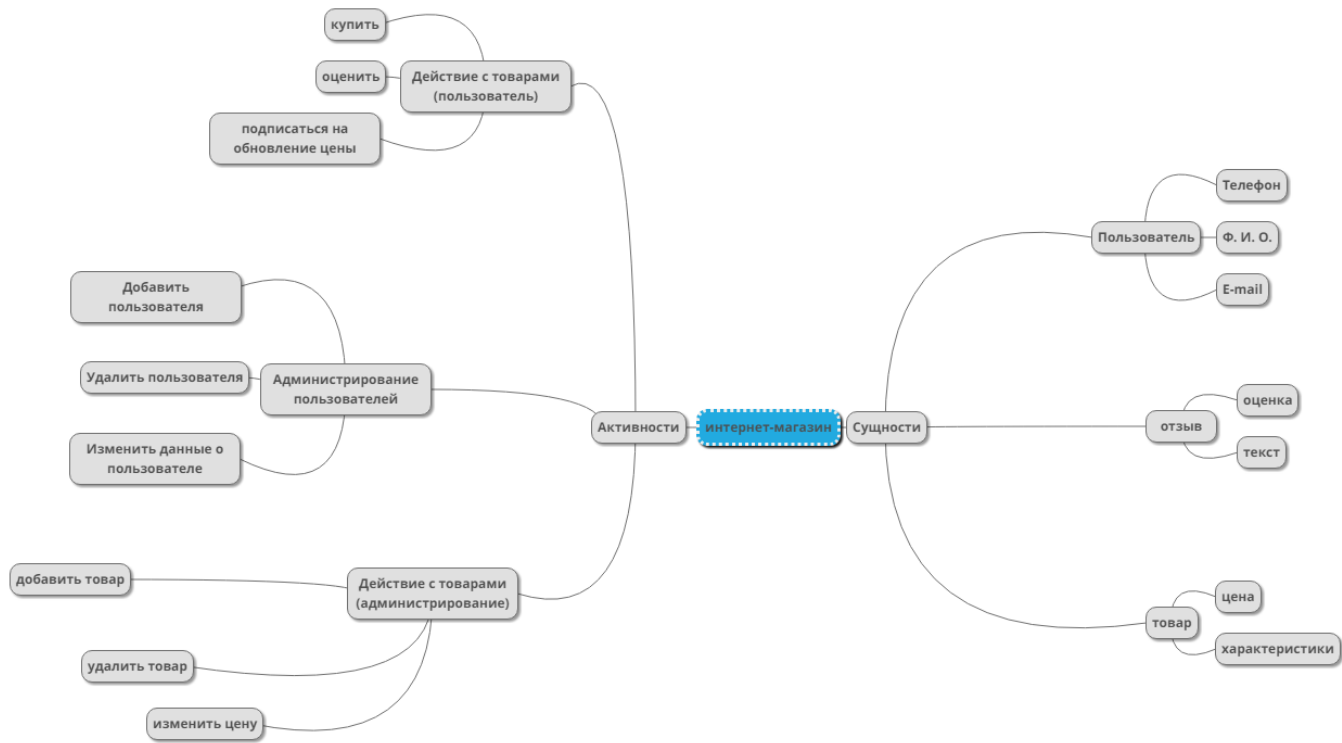 купить
оценить
Действие с товарами
(пользователь)
подписаться на
обновление цены
Добавить
пользователя
Удалить пользователя
Администрирование
пользователей
Изменить данные о
пользователе
добавить товар
Действие с товарами
(администрирование)
удалить товар
изменить цену
Активности
интернет-магазин
Сущности
Пользователь
Телефон
Ф. И. О.
E-mail
отзыв
оценка
текст
товар
цена
характеристики